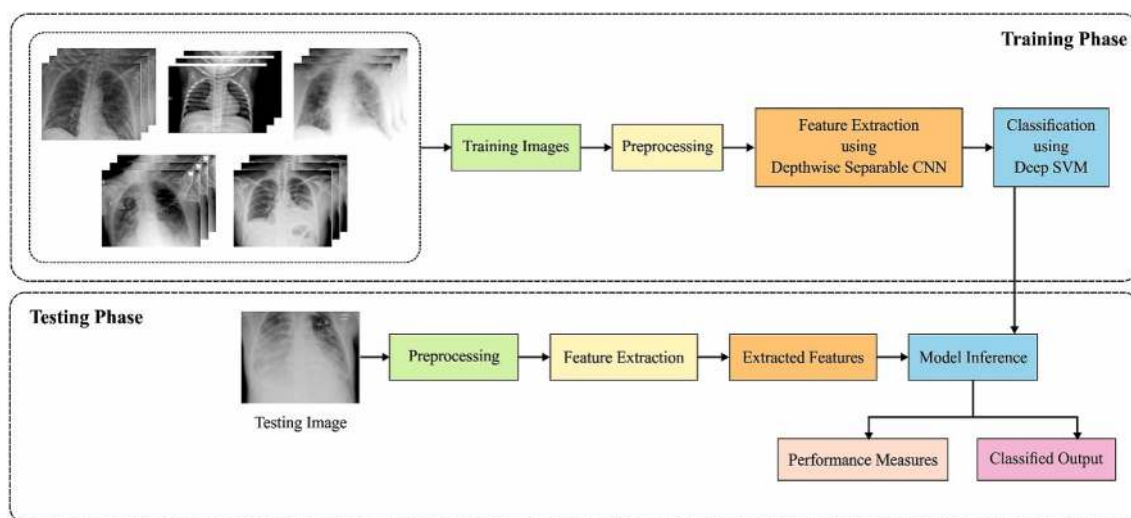 Training Phase
Training Images
Preprocessing
Feature Extraction
using
Depthwise Separable CNN
Classification
using
Deep SVM
Testing Phase
Testing Image
Preprocessing
Feature Extraction
Extracted Features
Model Inference
Performance Measures
Classified Output